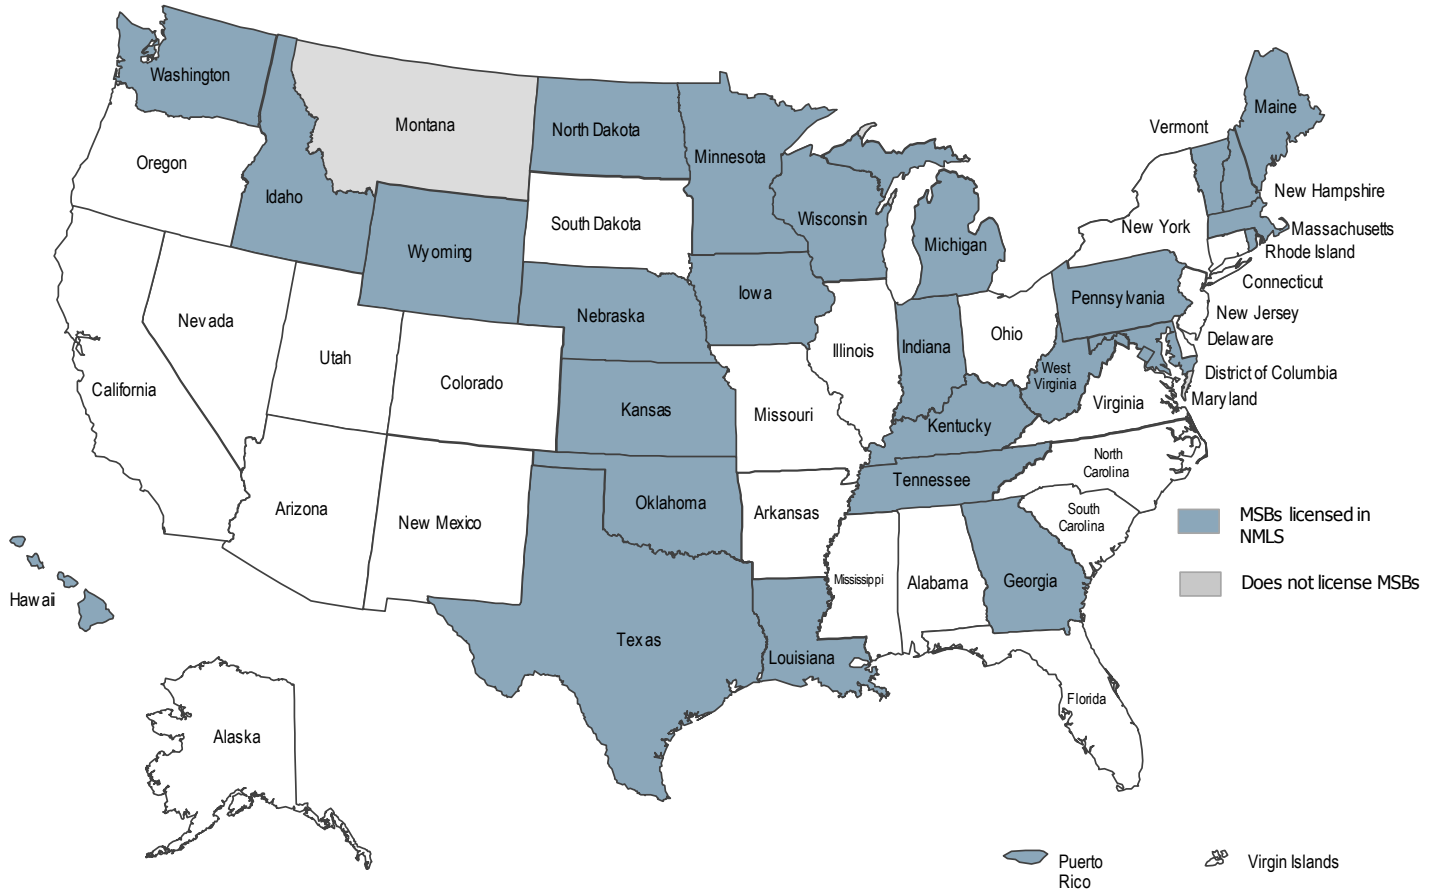 Washington
Montana
North Dakota
Minnesota
Maine
Vermont
Oregon
Idaho
South Dakota
Wisconsin
Michigan
New York
New Hampshire
Massachusetts
Rhode Island
Connecticut
Wyoming
Iowa
Pennsylvania
New Jersey
Delaware
Nevada
Nebraska
Illinois
Indiana
Ohio
Utah
Colorado
West
Virginia
District of Columbia
Maryland
California
Kansas
Missouri
Kentucky
Virginia
North
Carolina
Tennessee
Arizona
New Mexico
Oklahoma
Arkansas
South
Carolina
MSBs licensed in
NMLS
Mississippi
Alabama
Georgia
Does not license MSBs
Hawaii
Texas
Louisiana
Florida
Alaska
Puerto
Rico
Virgin Islands